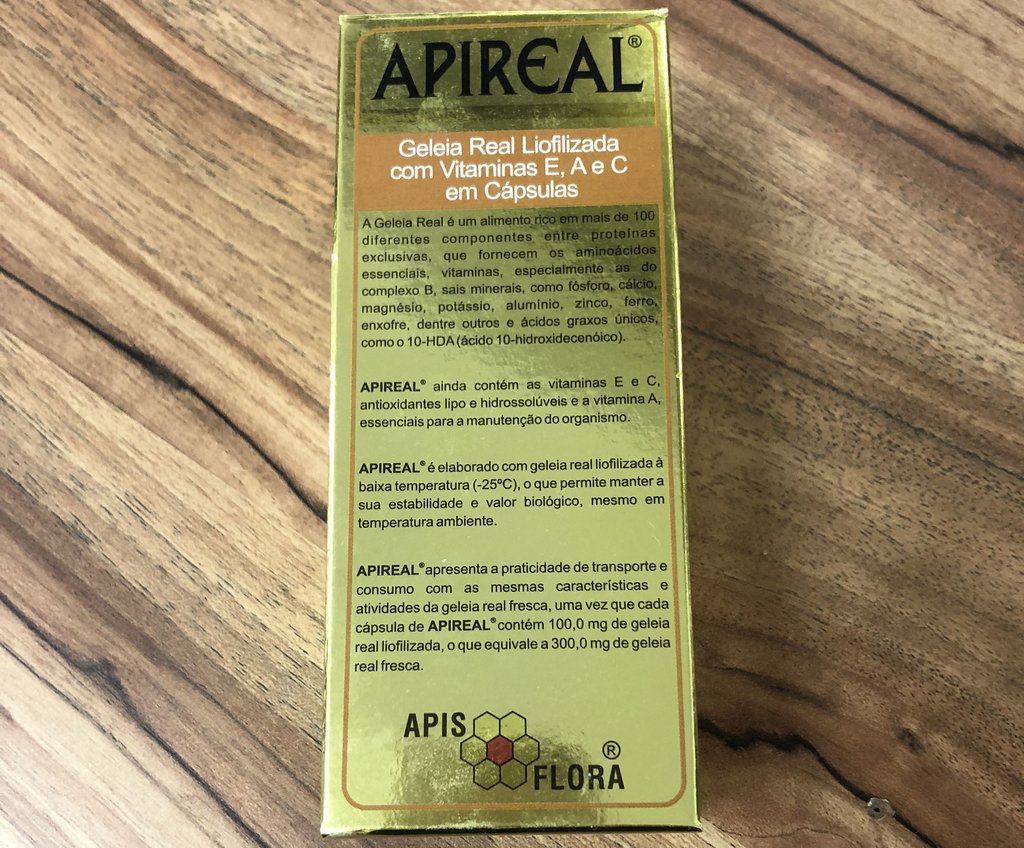 APIREAL®
Geleia Real Liofilizada
com Vitaminas E, A e C
em Cápsulas
A Geleia Real é um alimento rico em mais de 100
diferentes componentes entre proteínas
exclusivas, que fornecem os aminoácidos
essenciais, vitaminas, especialmente as do
complexo B, sais minerais, como fósforo, cálcio,
magnésio, potássio, alumínio, zinco, ferro,
enxofre, dentre outros e ácidos graxos únicos,
como o 10-HDA (ácido 10-hidroxidecenóico).
APIREAL® ainda contém as vitaminas E e C,
antioxidantes lipo e hidrossolúveis e a vitamina A,
essenciais para a manutenção do organismo.
APIREAL® é elaborado com geleia real liofilizada à
baixa temperatura (-25ºC), o que permite manter a
sua estabilidade e valor biológico, mesmo em
temperatura ambiente.
APIREAL® apresenta a praticidade de transporte e
consumo com as mesmas características e
atividades da geleia real fresca, uma vez que cada
cápsula de APIREAL® contém 100,0 mg de geleia
real liofilizada, o que equivale a 300,0 mg de geleia
real fresca.
APIS
FLORA®